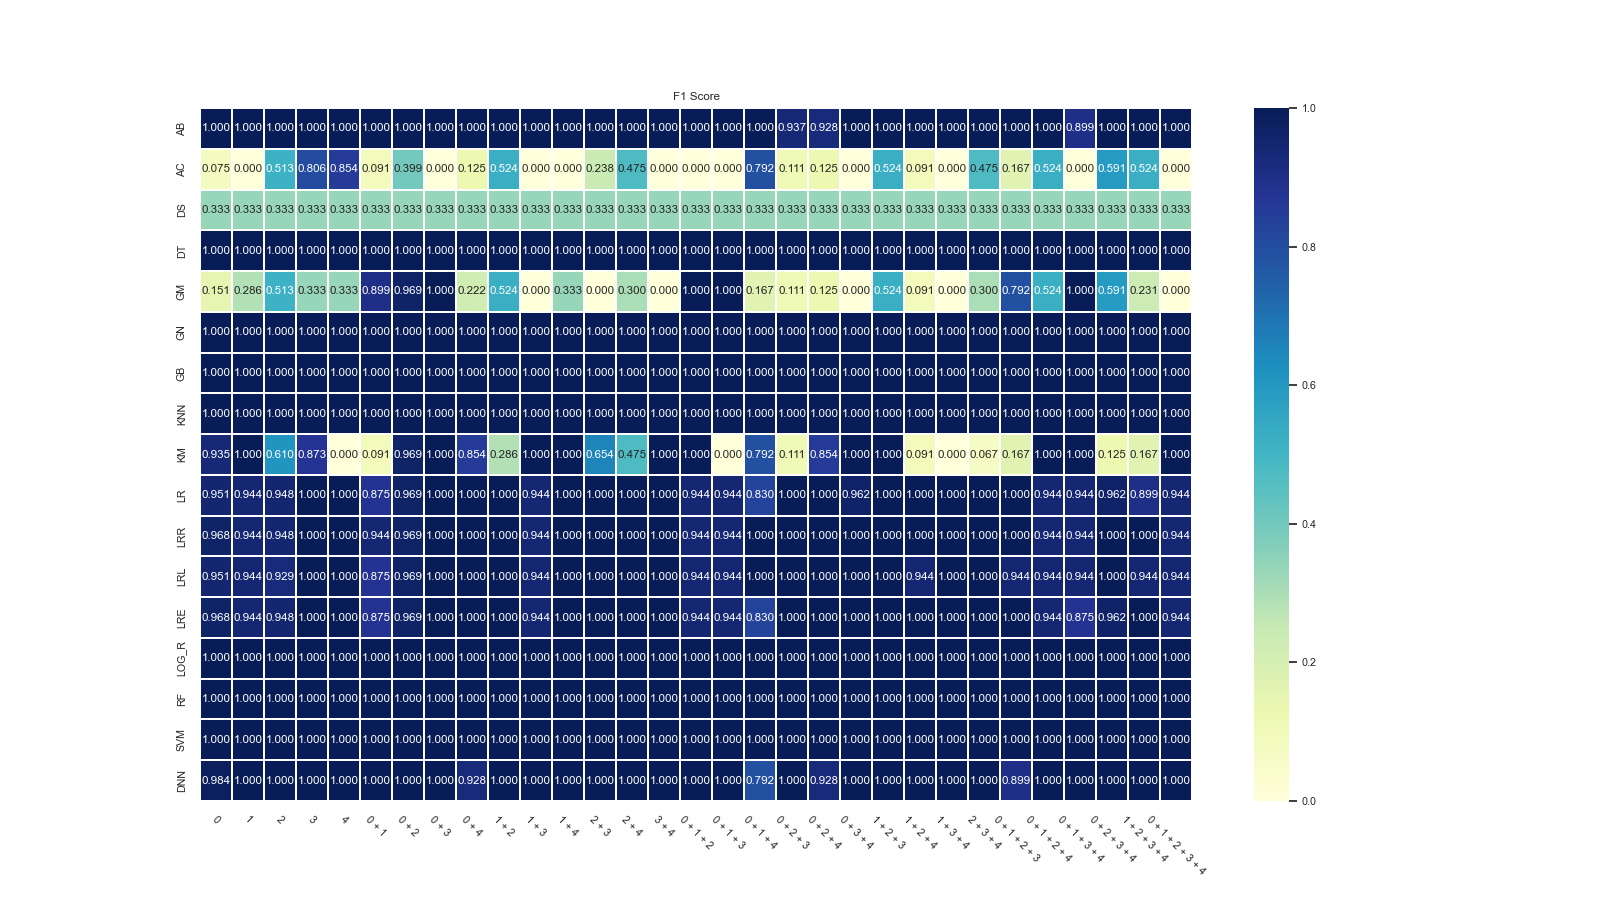 F1 Score
AB 1.000 1.000 1.000 1.000 1.000 1.000 1.000 1.000 1.000 1.000 1.000 1.000 1.000 1.000 1.000 1.000 1.000 1.000 0.937 0.928 1.000 1.000 1.000 1.000 1.000 1.000 1.000 0.899 1.000 1.000 1.000
AC 0.075 0.000 0.513 0.806 0.854 0.091 0.399 0.000 0.125 0.524 0.000 0.000 0.238 0.475 0.000 0.000 0.000 0.792 0.111 0.125 0.000 0.524 0.091 0.000 0.475 0.167 0.524 0.000 0.591 0.524 0.000
DS 0.333 0.333 0.333 0.333 0.333 0.333 0.333 0.333 0.333 0.333 0.333 0.333 0.333 0.333 0.333 0.333 0.333 0.333 0.333 0.333 0.333 0.333 0.333 0.333 0.333 0.333 0.333 0.333 0.333 0.333 0.333
DT 1.000 1.000 1.000 1.000 1.000 1.000 1.000 1.000 1.000 1.000 1.000 1.000 1.000 1.000 1.000 1.000 1.000 1.000 1.000 1.000 1.000 1.000 1.000 1.000 1.000 1.000 1.000 1.000 1.000 1.000 1.000
GM 0.151 0.286 0.513 0.333 0.333 0.899 0.969 1.000 0.222 0.524 0.000 0.333 0.000 0.300 0.000 1.000 1.000 0.167 0.111 0.125 0.000 0.524 0.091 0.000 0.300 0.792 0.524 1.000 0.591 0.231 0.000
GN 1.000 1.000 1.000 1.000 1.000 1.000 1.000 1.000 1.000 1.000 1.000 1.000 1.000 1.000 1.000 1.000 1.000 1.000 1.000 1.000 1.000 1.000 1.000 1.000 1.000 1.000 1.000 1.000 1.000 1.000 1.000
GB 1.000 1.000 1.000 1.000 1.000 1.000 1.000 1.000 1.000 1.000 1.000 1.000 1.000 1.000 1.000 1.000 1.000 1.000 1.000 1.000 1.000 1.000 1.000 1.000 1.000 1.000 1.000 1.000 1.000 1.000 1.000
KNN 1.000 1.000 1.000 1.000 1.000 1.000 1.000 1.000 1.000 1.000 1.000 1.000 1.000 1.000 1.000 1.000 1.000 1.000 1.000 1.000 1.000 1.000 1.000 1.000 1.000 1.000 1.000 1.000 1.000 1.000 1.000
KM 0.935 1.000 0.610 0.873 0.000 0.091 0.969 1.000 0.854 0.286 1.000 1.000 0.654 0.475 1.000 1.000 0.000 0.792 0.111 0.854 1.000 1.000 0.091 0.000 0.067 0.167 1.000 1.000 0.125 0.167 1.000
LR 0.951 0.944 0.948 1.000 1.000 0.875 0.969 1.000 1.000 1.000 0.944 1.000 1.000 1.000 1.000 0.944 0.944 0.830 1.000 1.000 0.962 1.000 1.000 1.000 1.000 1.000 0.944 0.944 0.962 0.899 0.944
LRR 0.968 0.944 0.948 1.000 1.000 0.944 0.969 1.000 1.000 1.000 0.944 1.000 1.000 1.000 1.000 0.944 0.944 1.000 1.000 1.000 1.000 1.000 1.000 1.000 1.000 1.000 0.944 0.944 1.000 1.000 0.944
LRL 0.951 0.944 0.929 1.000 1.000 0.875 0.969 1.000 1.000 1.000 0.944 1.000 1.000 1.000 1.000 0.944 0.944 1.000 1.000 1.000 1.000 1.000 0.944 1.000 1.000 0.944 0.944 0.944 1.000 0.944 0.944
LRE 0.968 0.944 0.948 1.000 1.000 0.875 0.969 1.000 1.000 1.000 0.944 1.000 1.000 1.000 1.000 0.944 0.944 0.830 1.000 1.000 1.000 1.000 1.000 1.000 1.000 1.000 0.944 0.875 0.962 1.000 0.944
LOG_R 1.000 1.000 1.000 1.000 1.000 1.000 1.000 1.000 1.000 1.000 1.000 1.000 1.000 1.000 1.000 1.000 1.000 1.000 1.000 1.000 1.000 1.000 1.000 1.000 1.000 1.000 1.000 1.000 1.000 1.000 1.000
RF 1.000 1.000 1.000 1.000 1.000 1.000 1.000 1.000 1.000 1.000 1.000 1.000 1.000 1.000 1.000 1.000 1.000 1.000 1.000 1.000 1.000 1.000 1.000 1.000 1.000 1.000 1.000 1.000 1.000 1.000 1.000
SVM 1.000 1.000 1.000 1.000 1.000 1.000 1.000 1.000 1.000 1.000 1.000 1.000 1.000 1.000 1.000 1.000 1.000 1.000 1.000 1.000 1.000 1.000 1.000 1.000 1.000 1.000 1.000 1.000 1.000 1.000 1.000
DNN 0.984 1.000 1.000 1.000 1.000 1.000 1.000 1.000 0.928 1.000 1.000 1.000 1.000 1.000 1.000 1.000 1.000 0.792 1.000 0.928 1.000 1.000 1.000 1.000 1.000 0.899 1.000 1.000 1.000 1.000 1.000
0
1
2
3
4
0 + 1
0 + 2
0 + 3
0 + 4
1 + 2
1 + 3
1 + 4
2 + 3
2 + 4
3 + 4
0 + 1 + 2
0 + 1 + 3
0 + 1 + 4
0 + 2 + 3
0 + 2 + 4
0 + 3 + 4
1 + 2 + 3
1 + 2 + 4
1 + 3 + 4
2 + 3 + 4
0 + 1 + 2 + 3
0 + 1 + 2 + 4
0 + 1 + 3 + 4
0 + 2 + 3 + 4
1 + 2 + 3 + 4
0 + 1 + 2 + 3 + 4
1.0
0.8
0.6
0.4
0.2
0.0